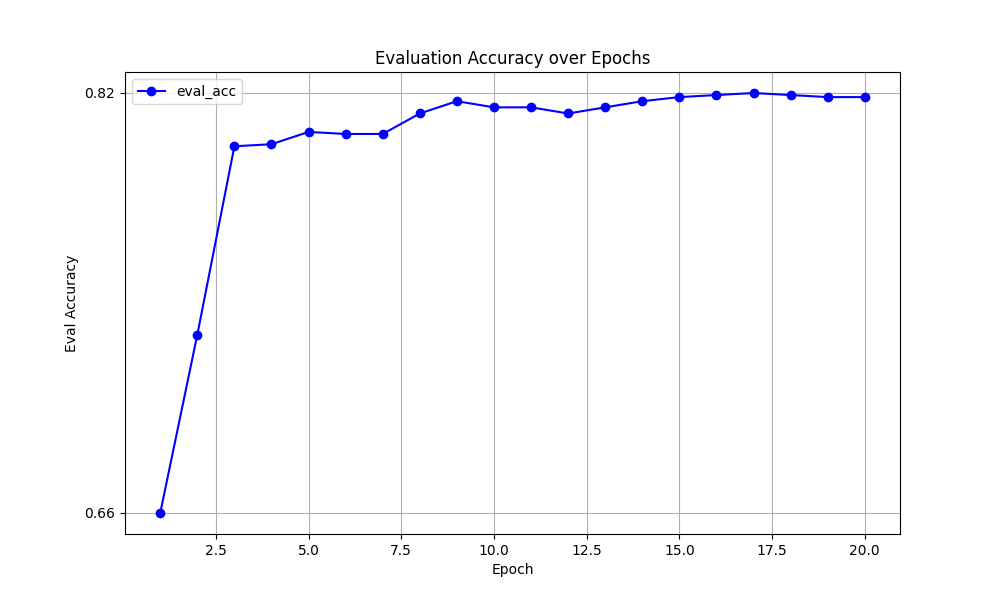 Evaluation Accuracy over Epochs
eval_acc
0.82
0.66
Eval Accuracy
2.5 5.0 7.5 10.0 12.5 15.0 17.5 20.0
Epoch